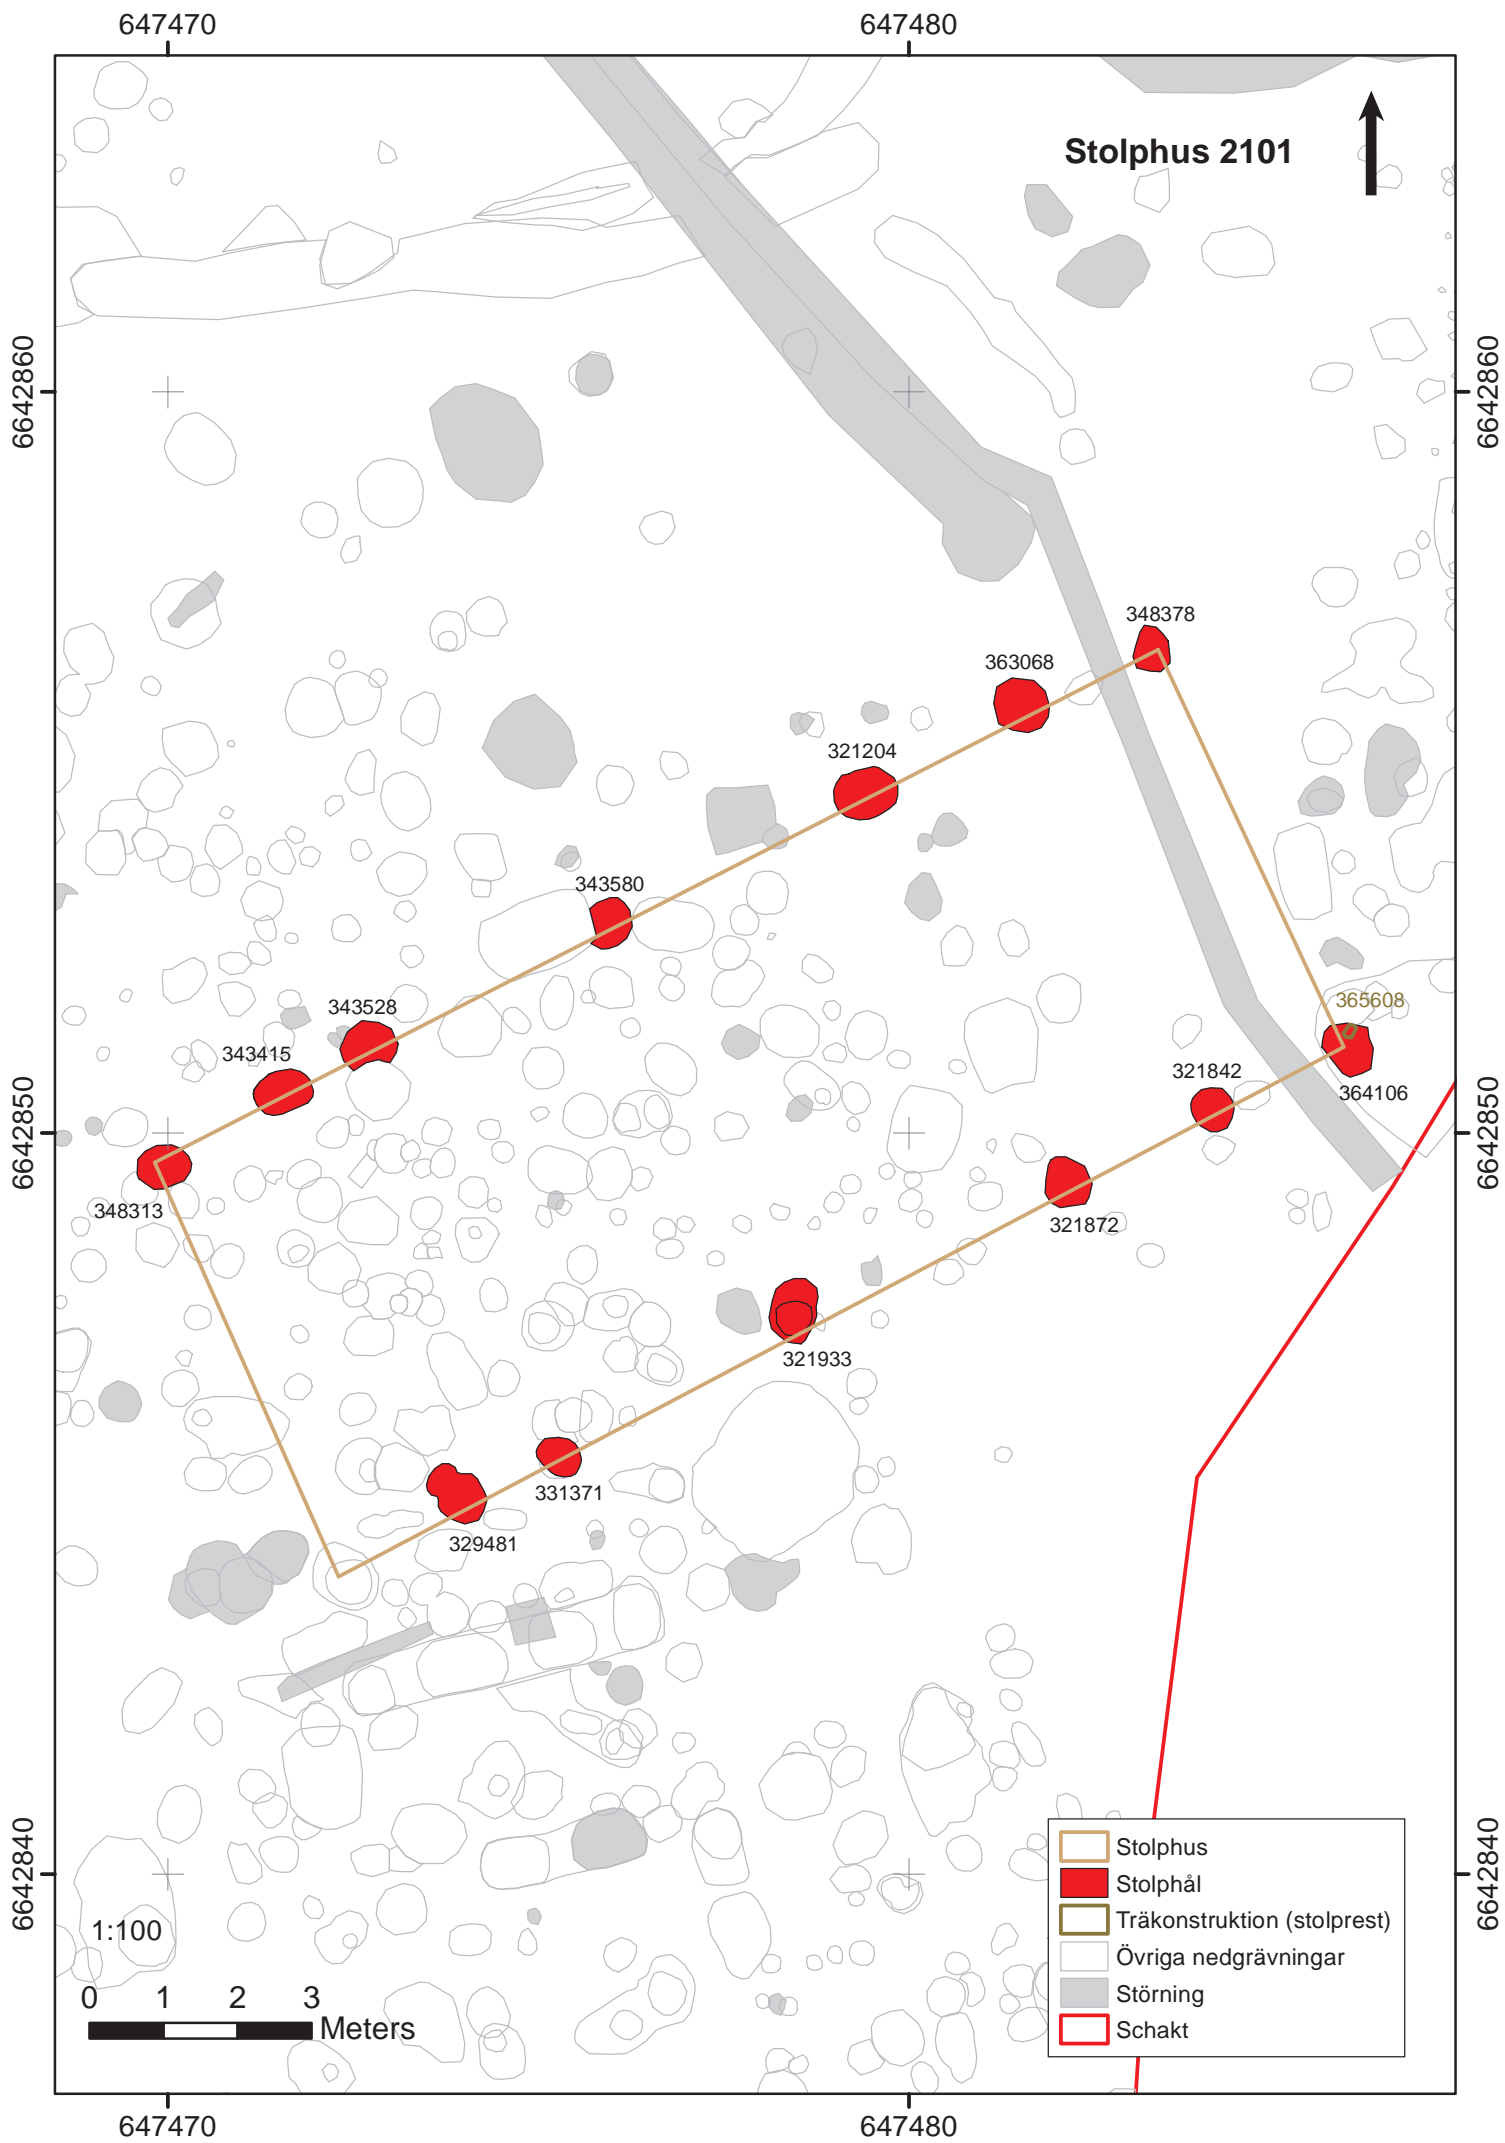 647470
647480
Stolphus 2101
6642860
6642860
348378
363068
321204
343580
343528
343415
365608
364106
321842
6642850
6642850
348313
321872
321933
331371
329481
6642840
6642840
Stolphus
Stolphål
Träkonstruktion (stolprest)
Övriga nedgrävningar
Störning
Schakt
1:100
0 1 2 3
Meters
647470
647480